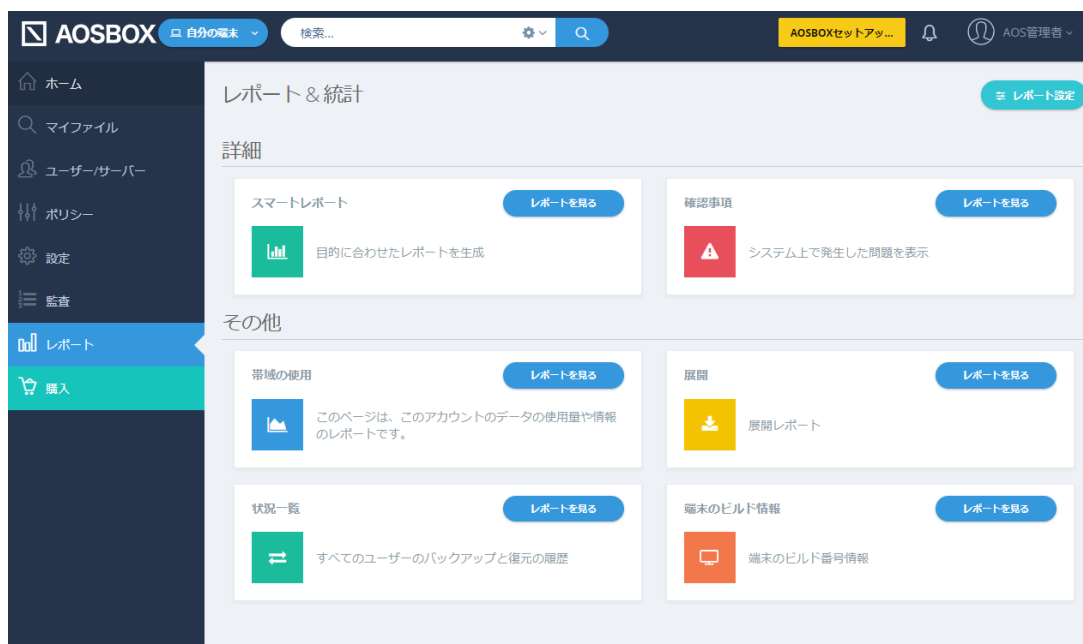 AOSBOX
自分の端末
検索...
AOSBOXセットアッ...
AOS管理者
ホーム
マイファイル
ユーザー/サーバー
ポリシー
設定
監査
レポート
購入
レポート & 統計
レポート設定
詳細
スマートレポート
レポートを見る
目的に合わせたレポートを生成
確認事項
レポートを見る
システム上で発生した問題を表示
その他
帯域の使用
レポートを見る
このページは、このアカウントのデータの使用量や情報
のレポートです。
展開
レポートを見る
展開レポート
状況一覧
レポートを見る
すべてのユーザーのバックアップと復元の履歴
端末のビルド情報
レポートを見る
端末のビルド番号情報